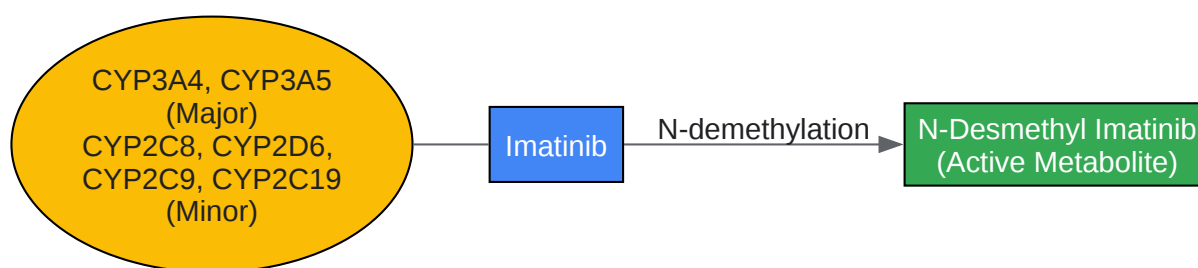 CYP3A4, CYP3A5
(Major)
CYP2C8, CYP2D6,
CYP2C9, CYP2C19
(Minor)
Imatinib
N-demethylation
N-Desmethyl Imatinib
(Active Metabolite)